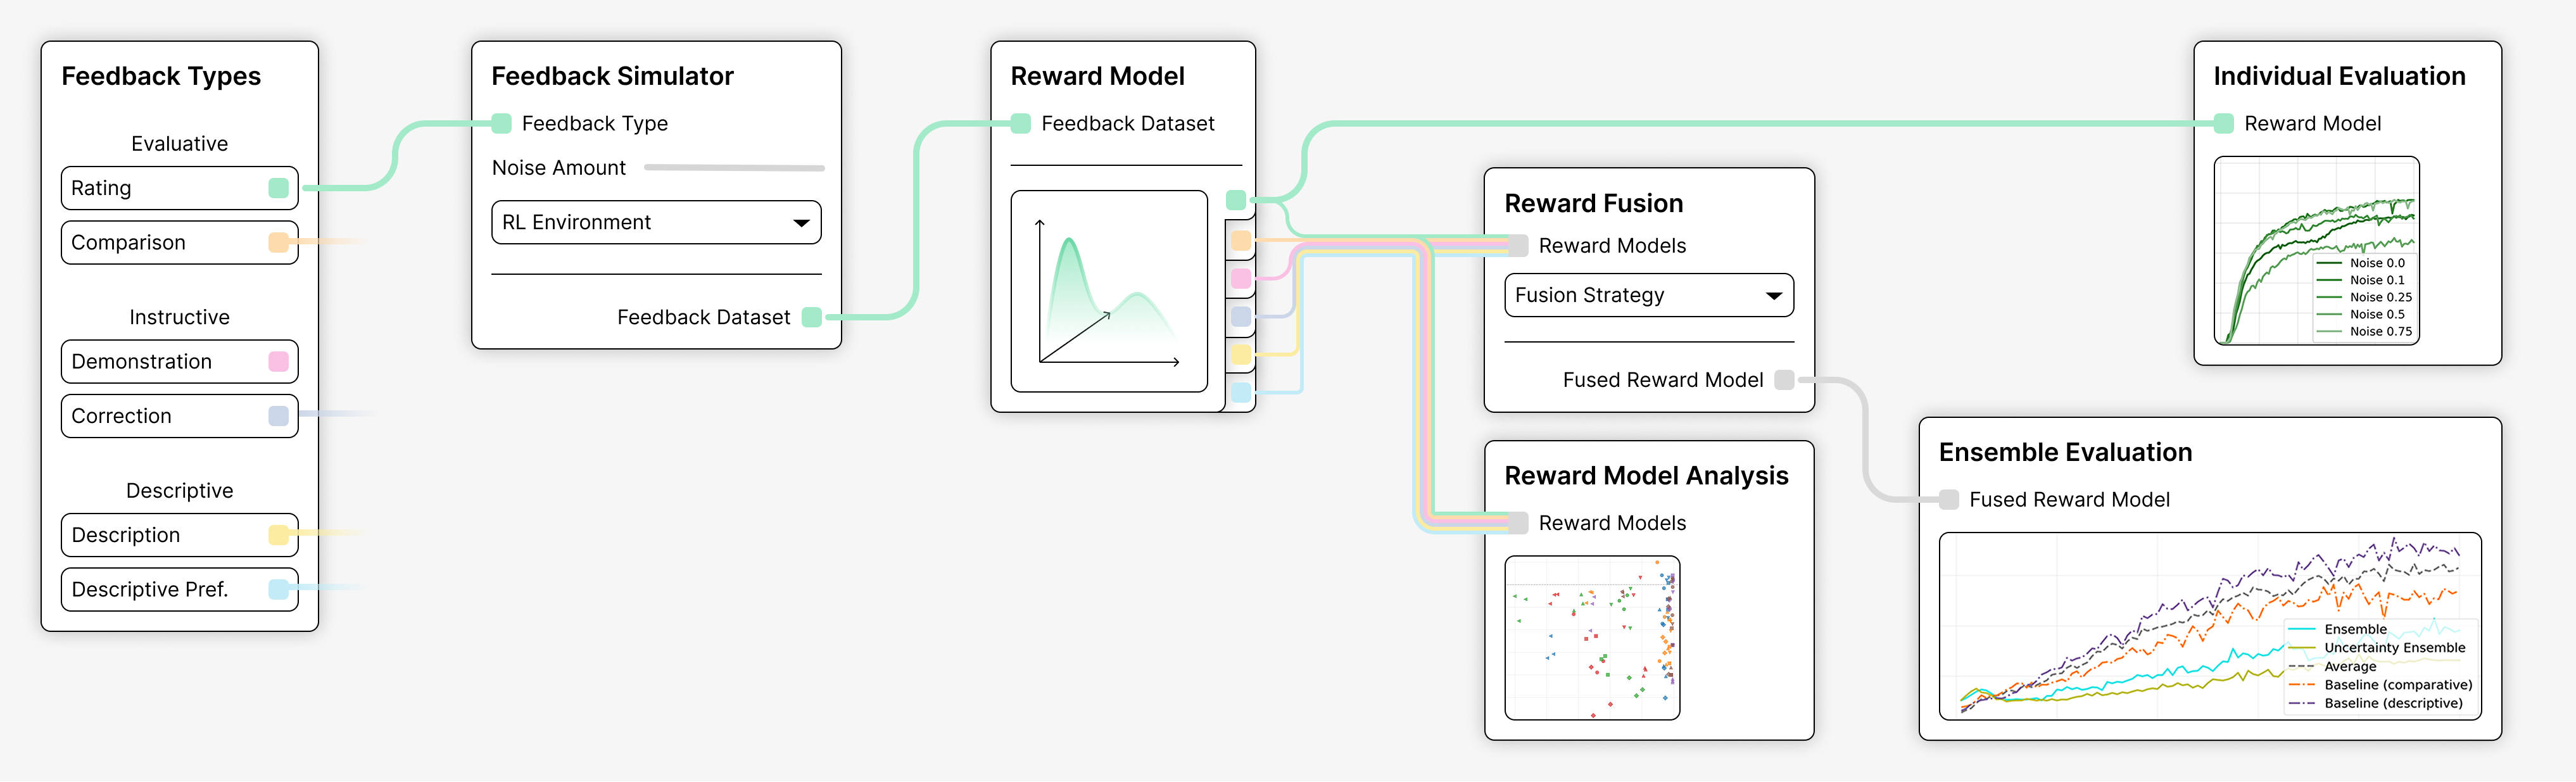 Feedback Types
Evaluative
Rating
Comparison
Instructive
Demonstration
Correction
Descriptive
Description
Descriptive Pref.
Feedback Simulator
Feedback Type
Noise Amount
RL Environment
Feedback Dataset
Reward Model
Feedback Dataset
Reward Fusion
Reward Models
Fusion Strategy
Fused Reward Model
Reward Model Analysis
Reward Models
Individual Evaluation
Reward Model
Noise 0.0
Noise 0.1
Noise 0.25
Noise 0.5
Noise 0.75
Ensemble Evaluation
Fused Reward Model
Ensemble
Uncertainty Ensemble
Average
Baseline (comparative)
Baseline (descriptive)